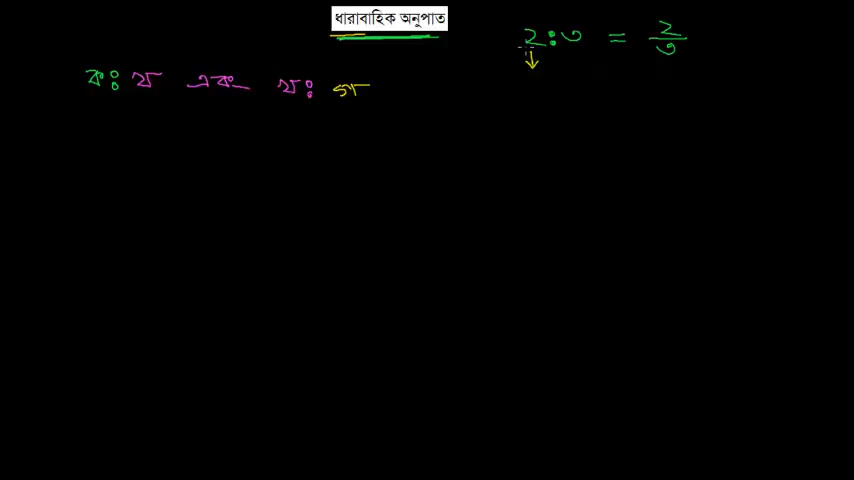 ধারাবাহিক অনুপাত
২:৩ = ২/৩
ক: খ এবং খ: গ